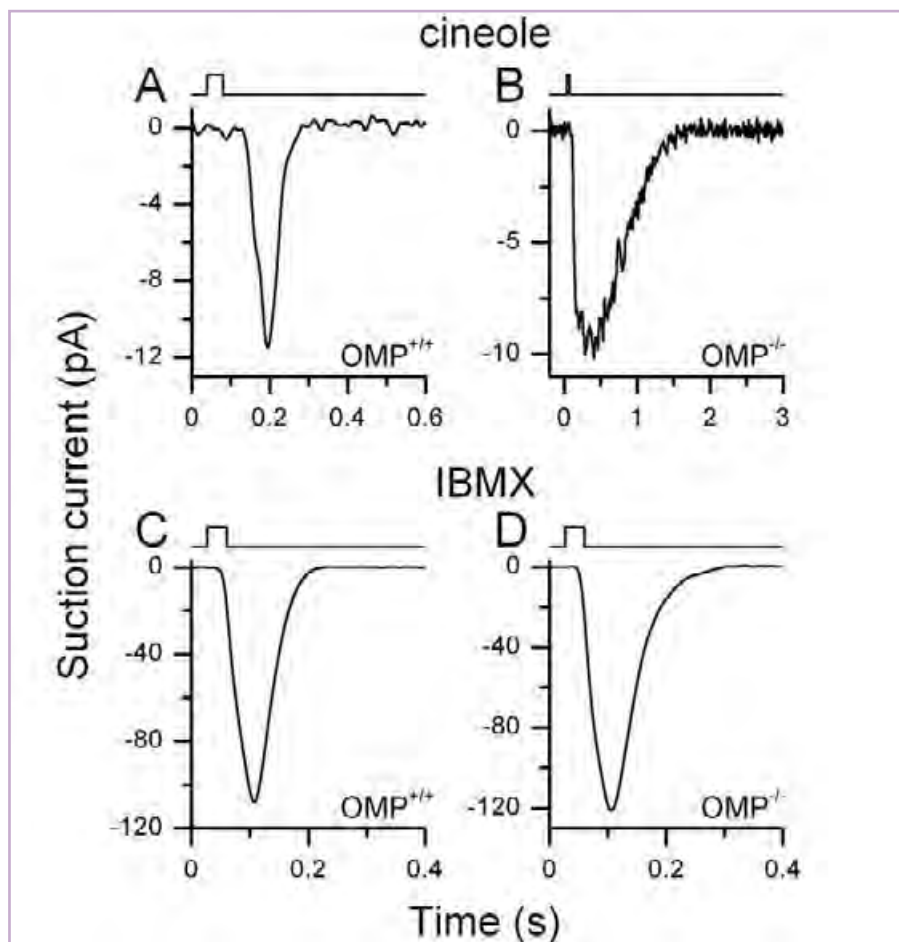 cineole
A
B
0
-4
-8
-12
OMP+/+
0 0.2 0.4 0.6
0
-5
-10
OMP-/-
0 1 2 3
IBMX
C
D
0
-40
-80
-120
OMP+/+
0 0.2 0.4
0
-40
-80
-120
OMP-/-
0 0.2 0.4
Suction current (pA)
Time (s)